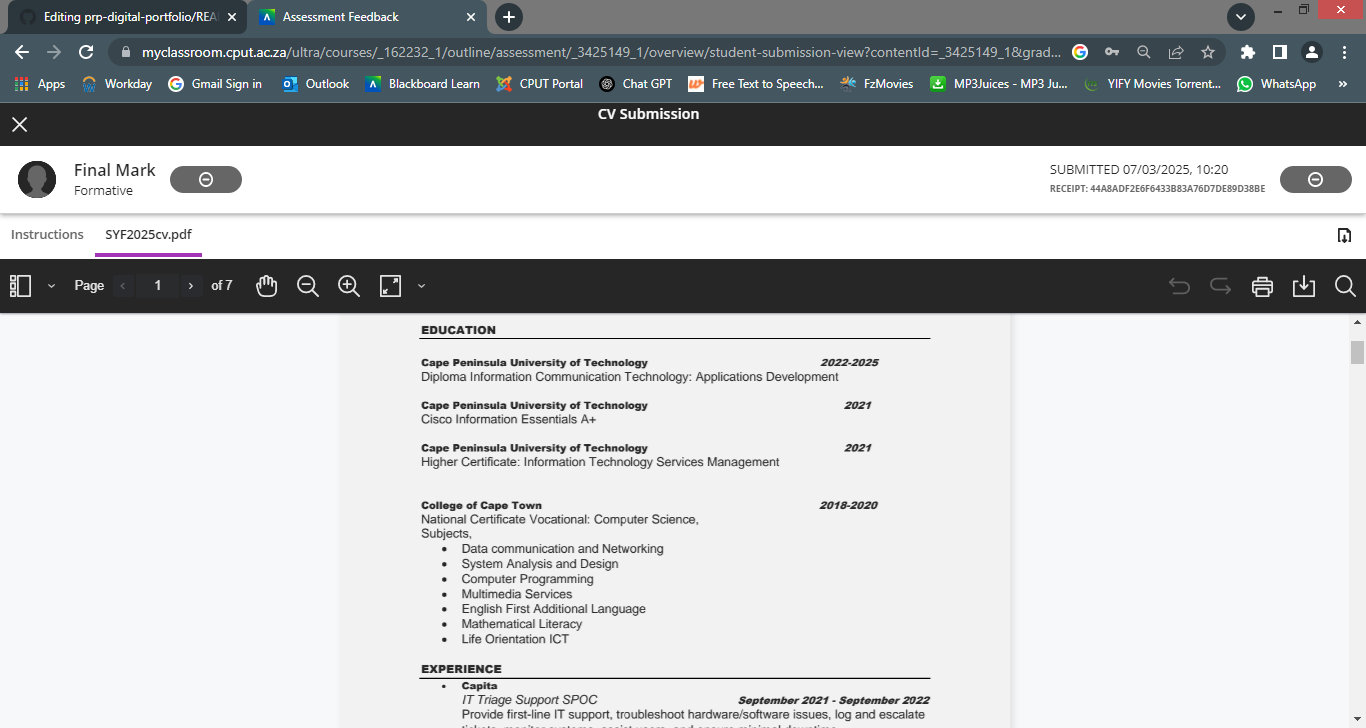 Editing prp-digital-portfolio/REA
Assessment Feedback
myclassroom.cput.ac.za/ultra/courses/_162232_1/outline/assessment/_3425149_1/overview/student-submission-view?contentId=_3425149_1&grad...
Apps Workday Gmail Sign in Outlook Blackboard Learn CPUT Portal Chat GPT Free Text to Speech... FzMovies MP3Juices - MP3 Ju... YIFY Movies Torrent... WhatsApp »
CV Submission
Final Mark
Formative
SUBMITTED 07/03/2025, 10:20
RECEIPT: 44A8ADF2E6F6433B83A76D7DE89D38BE
Instructions SYF2025cv.pdf
Page 1 of 7
EDUCATION
Cape Peninsula University of Technology 2022-2025
Diploma Information Communication Technology: Applications Development
Cape Peninsula University of Technology 2021
Cisco Information Essentials A+
Cape Peninsula University of Technology 2021
Higher Certificate: Information Technology Services Management
College of Cape Town 2018-2020
National Certificate Vocational: Computer Science,
Subjects,
• Data communication and Networking
• System Analysis and Design
• Computer Programming
• Multimedia Services
• English First Additional Language
• Mathematical Literacy
• Life Orientation ICT
EXPERIENCE
• Capita
IT Triage Support SPOC September 2021 - September 2022
Provide first-line IT support, troubleshoot hardware/software issues, log and escalate